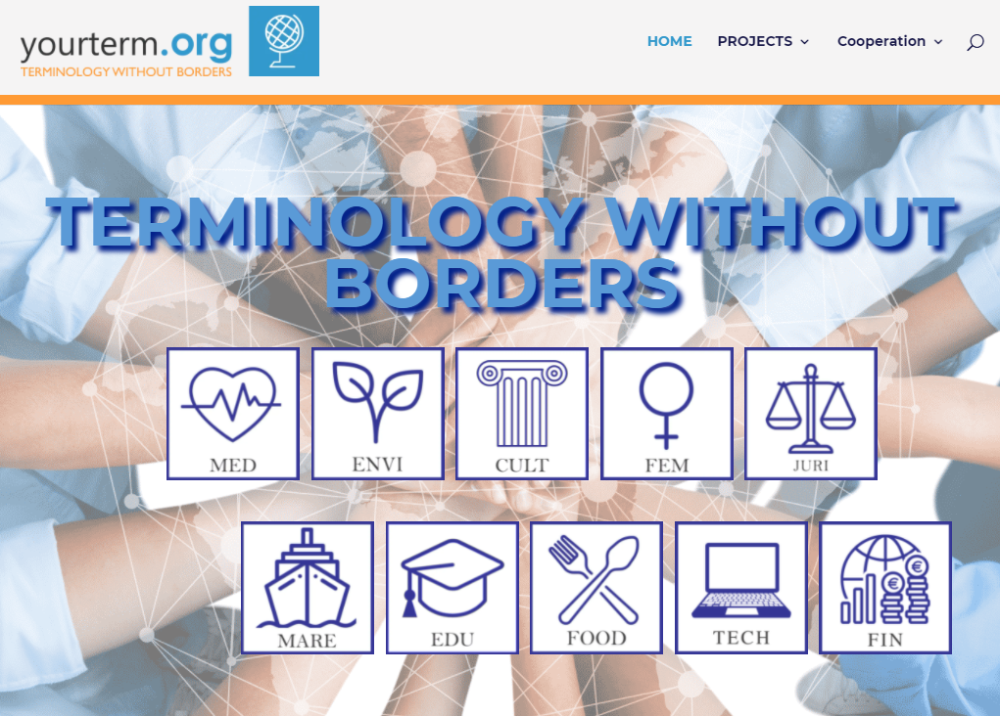 yourterm.org
TERMINOLOGY WITHOUT BORDERS
HOME PROJECTS Cooperation
TERMINOLOGY WITHOUT
BORDERS
MED ENVI CULT FEM JURI
MARE EDU FOOD TECH FIN